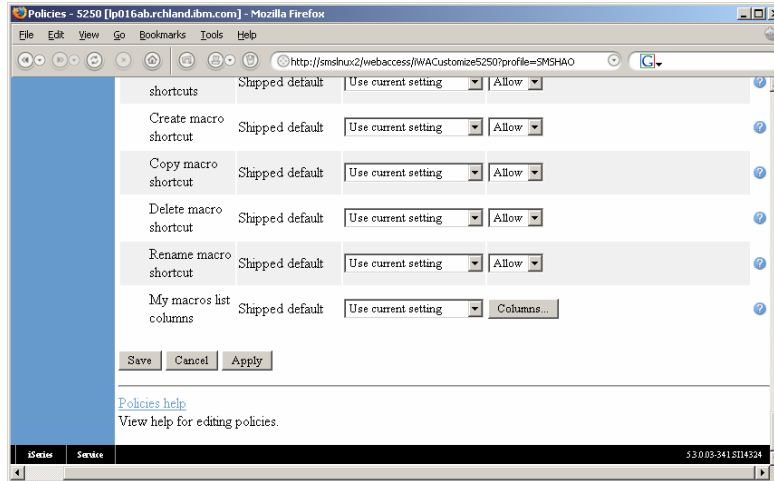 Policies - 5250 [lp016ab.rchland.ibm.com] - Mozilla Firefox
File Edit View Go Bookmarks Tools Help
http://smslnux2/webaccess/iWACustomize5250?profile=SMSHAO G
shortcuts Shipped default Use current setting Allow ?
Create macro
shortcut Shipped default Use current setting Allow ?
Copy macro
shortcut Shipped default Use current setting Allow ?
Delete macro
shortcut Shipped default Use current setting Allow ?
Rename macro
shortcut Shipped default Use current setting Allow ?
My macros list
columns Shipped default Use current setting Columns... ?
Save Cancel Apply
Policies help
View help for editing policies.
iSeries Service 5.3.0.03-341 SI14324